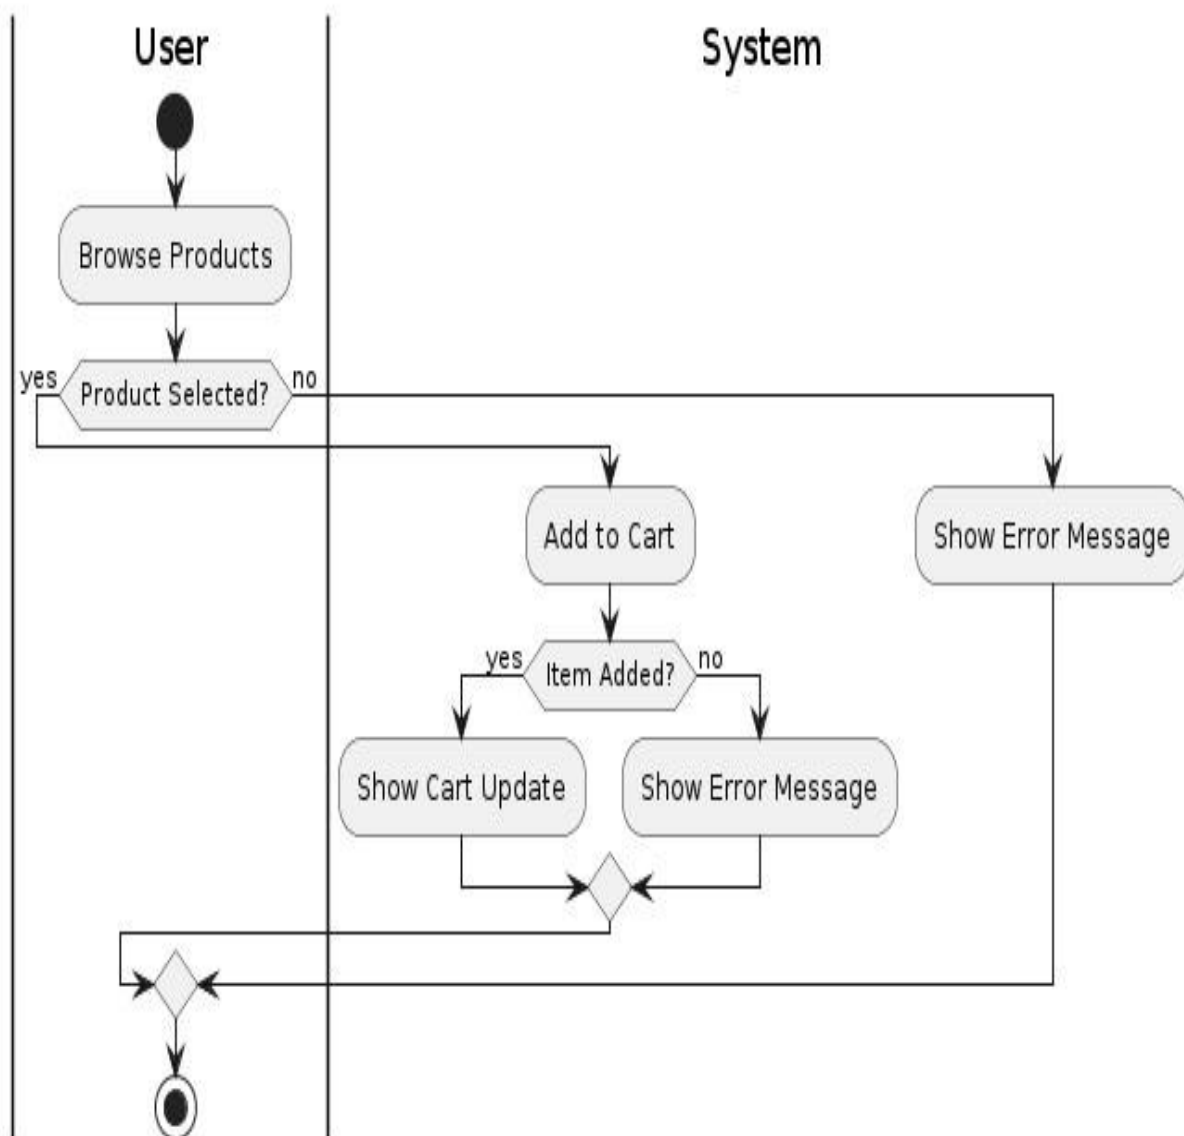 User
System
Browse Products
yes
Product Selected?
no
Add to Cart
Show Error Message
yes
Item Added?
no
Show Cart Update
Show Error Message